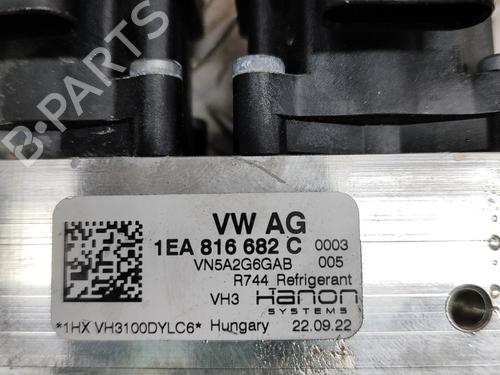 B-PARTS
VW AG
1EA 816 682 C 0003
VN5A2G6GAB 005
R744 Refrigerant
VH3 Hanon
SYSTEMS
*1HX VH3100DYLC6* Hungary 22.09.22